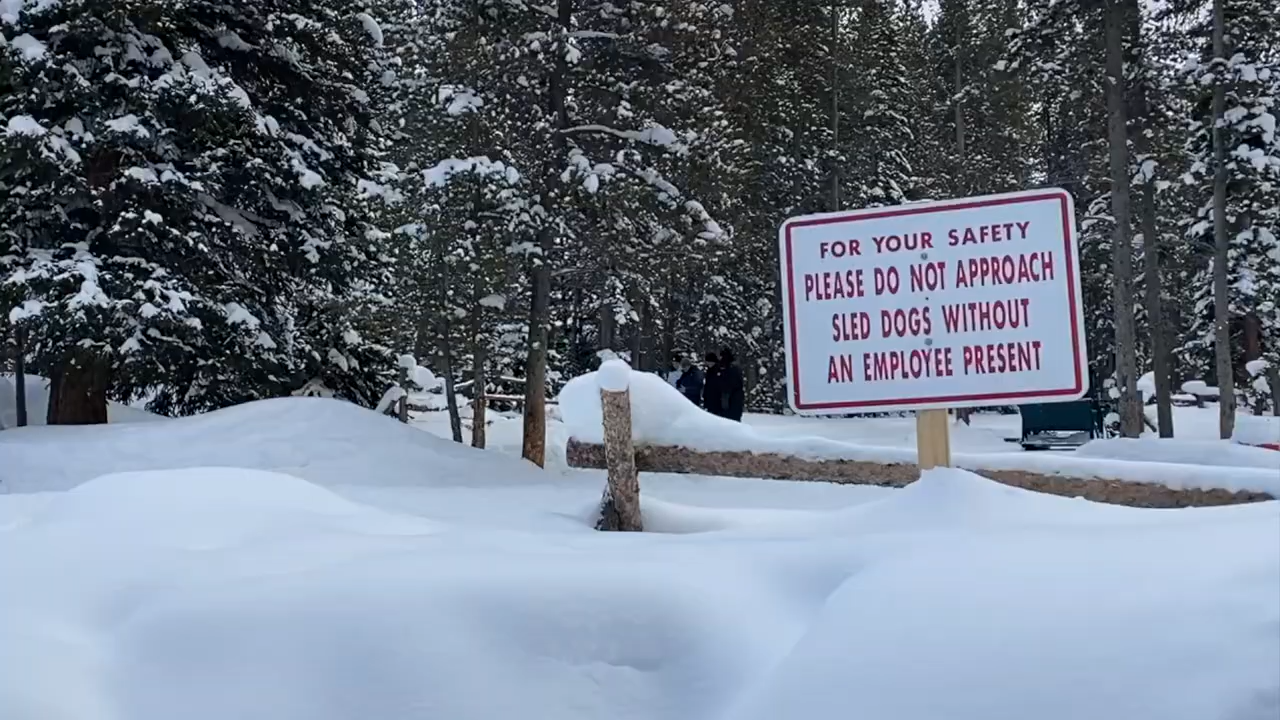 FOR YOUR SAFETY
PLEASE DO NOT APPROACH
SLED DOGS WITHOUT
AN EMPLOYEE PRESENT